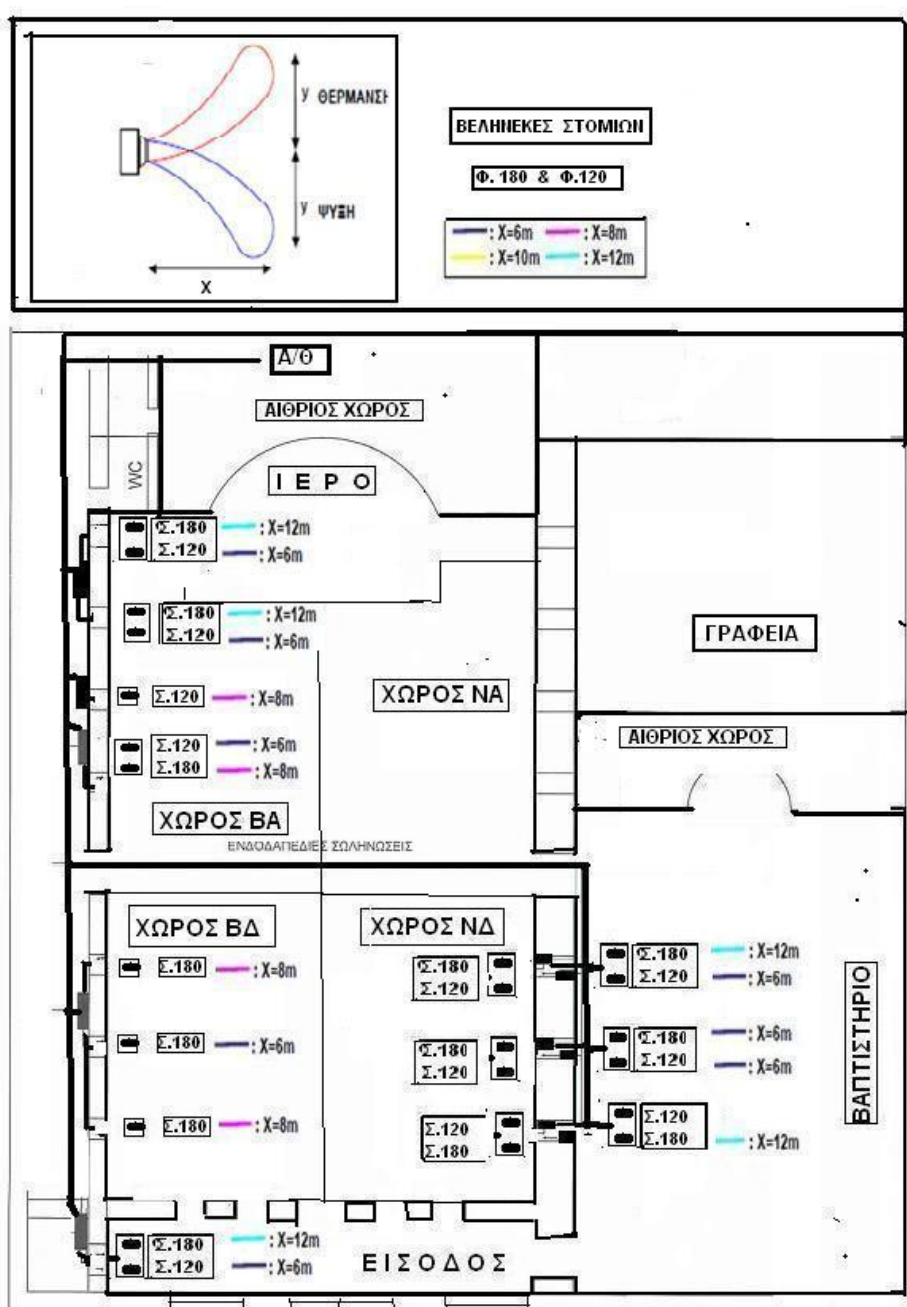 y ΘΕΡΜΑΝΣΗ
y ΨΥΞΗ
X
ΒΕΛΗΝΕΚΕΣ ΣΤΟΜΙΩΝ
Φ. 180 & Φ.120
: X=6m : X=8m
: X=10m : X=12m
Α/Θ
ΑΙΘΡΙΟΣ ΧΩΡΟΣ
WC
Ι Ε Ρ Ο
Σ.180 : X=12m
Σ.120 : X=6m
Σ.180 : X=12m
Σ.120 : X=6m
ΓΡΑΦΕΙΑ
Σ.120 : X=8m
ΧΩΡΟΣ ΝΑ
Σ.120 : X=6m
Σ.180 : X=8m
ΑΙΘΡΙΟΣ ΧΩΡΟΣ
ΧΩΡΟΣ ΒΑ
ΕΝΔΟΔΑΠΕΔΙΕΣ ΣΩΛΗΝΩΣΕΙΣ
ΧΩΡΟΣ ΒΔ
ΧΩΡΟΣ ΝΔ
Σ.180 : X=8m
Σ.180
Σ.120
Σ.180 : X=12m
Σ.120 : X=6m
ΒΑΠΤΙΣΤΗΡΙΟ
Σ.180 : X=6m
Σ.180
Σ.120
Σ.180 : X=6m
Σ.120 : X=6m
Σ.180 : X=8m
Σ.120
Σ.180
Σ.120
Σ.180 : X=12m
Σ.180 : X=12m
Σ.120 : X=6m
Ε Ι Σ Ο Δ Ο Σ